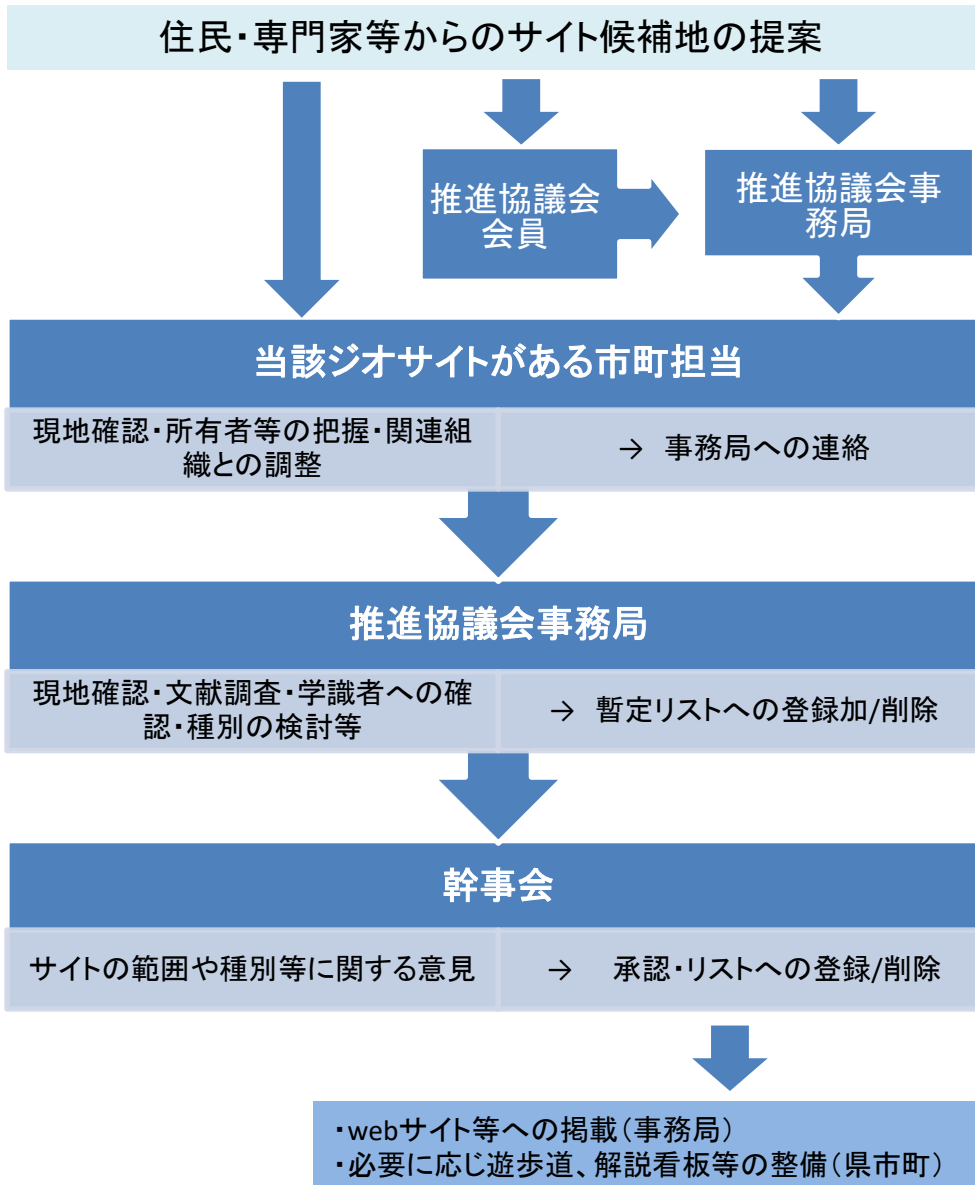 住民・専門家等からのサイト候補地の提案
推進協議会
会員
推進協議会事
務局
当該ジオサイトがある市町担当
現地確認・所有者等の把握・関連組
織との調整
→ 事務局への連絡
推進協議会事務局
現地確認・文献調査・学識者への確
認・種別の検討等
→ 暫定リストへの登録加/削除
幹事会
サイトの範囲や種別等に関する意見
→ 承認・リストへの登録/削除
・webサイト等への掲載(事務局)
・必要に応じ遊歩道、解説看板等の整備(県市町)